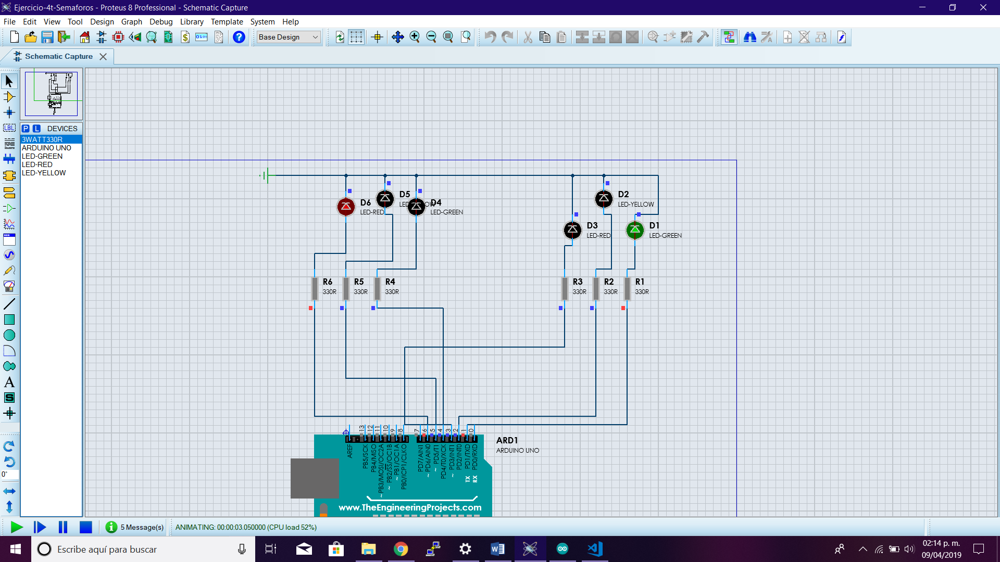 Ejercicio-4t-Semaforos - Proteus 8 Professional - Schematic Capture
File Edit View Tool Design Graph Debug Library Template System Help
Base Design
Schematic Capture
P L DEVICES
3WATT330R
ARDUINO UNO
LED-GREEN
LED-RED
LED-YELLOW
LBL
A
S
0°
D6
LED-RED
D5
D4
LED-GREEN
D2
LED-YELLOW
D3
LED-RED
D1
LED-GREEN
R6
330R
R5
330R
R4
330R
R3
330R
R2
330R
R1
330R
13 12 11 10 9 8 7 6 5 4 3 2 1 0
AREF
PB5/SCK
PB4/MISO
~PB3/MOSI/OC2A
~ PB2/SS/OC1B
~ PB1/OC1A
PB0/ICP1/CLKO
PD7/AIN1
~ PD6/AIN0
~ PD5/T1
PD4/T0/XCK
~ PD3/INT1
PD2/INT0
TX PD1/TXD
RX PD0/RXD
ARD1
ARDUINO UNO
www.TheEngineeringProjects.com
5 Message(s)
ANIMATING: 00:00:03.050000 (CPU load 52%)
Escribe aquí para buscar
02:14 p. m.
09/04/2019